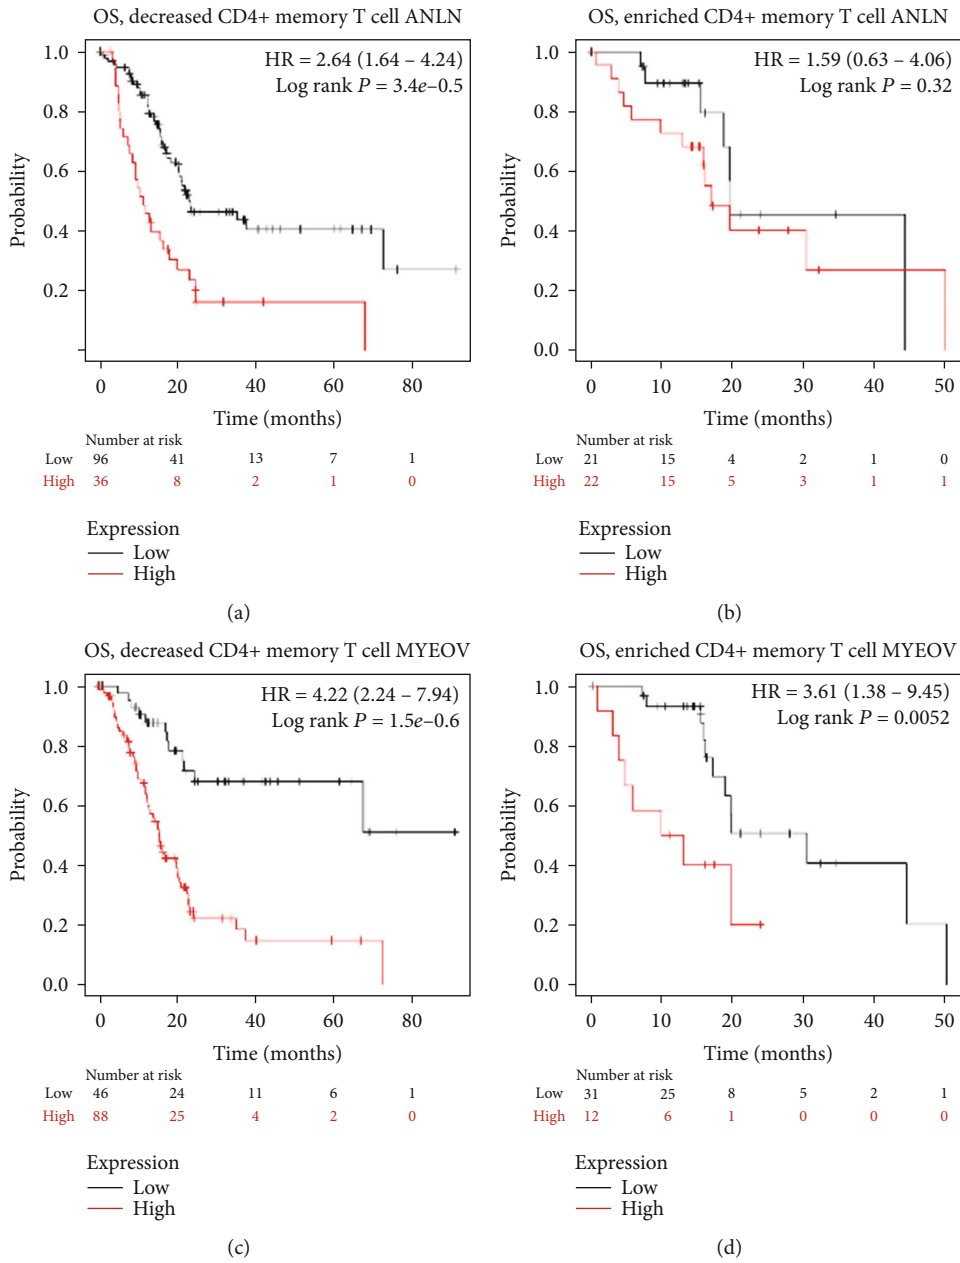 OS, decreased CD4+ memory T cell ANLN
HR = 2.64 (1.64 – 4.24)
Log rank P = 3.4e–0.5
Probability
1.0
0.8
0.6
0.4
0.2
0 20 40 60 80
Time (months)
Number at risk
Low 96 41 13 7 1
High 36 8 2 1 0
Expression
Low
High
(a)
OS, enriched CD4+ memory T cell ANLN
HR = 1.59 (0.63 – 4.06)
Log rank P = 0.32
Probability
1.0
0.8
0.6
0.4
0.2
0.0
0 10 20 30 40 50
Time (months)
Number at risk
Low 21 15 4 2 1 0
High 22 15 5 3 1 1
Expression
Low
High
(b)
OS, decreased CD4+ memory T cell MYEOV
HR = 4.22 (2.24 – 7.94)
Log rank P = 1.5e–0.6
Probability
1.0
0.8
0.6
0.4
0.2
0.0
0 20 40 60 80
Time (months)
Number at risk
Low 46 24 11 6 1
High 88 25 4 2 0
Expression
Low
High
(c)
OS, enriched CD4+ memory T cell MYEOV
HR = 3.61 (1.38 – 9.45)
Log rank P = 0.0052
Probability
1.0
0.8
0.6
0.4
0.2
0.0
0 10 20 30 40 50
Time (months)
Number at risk
Low 31 25 8 5 2 1
High 12 6 1 0 0 0
Expression
Low
High
(d)